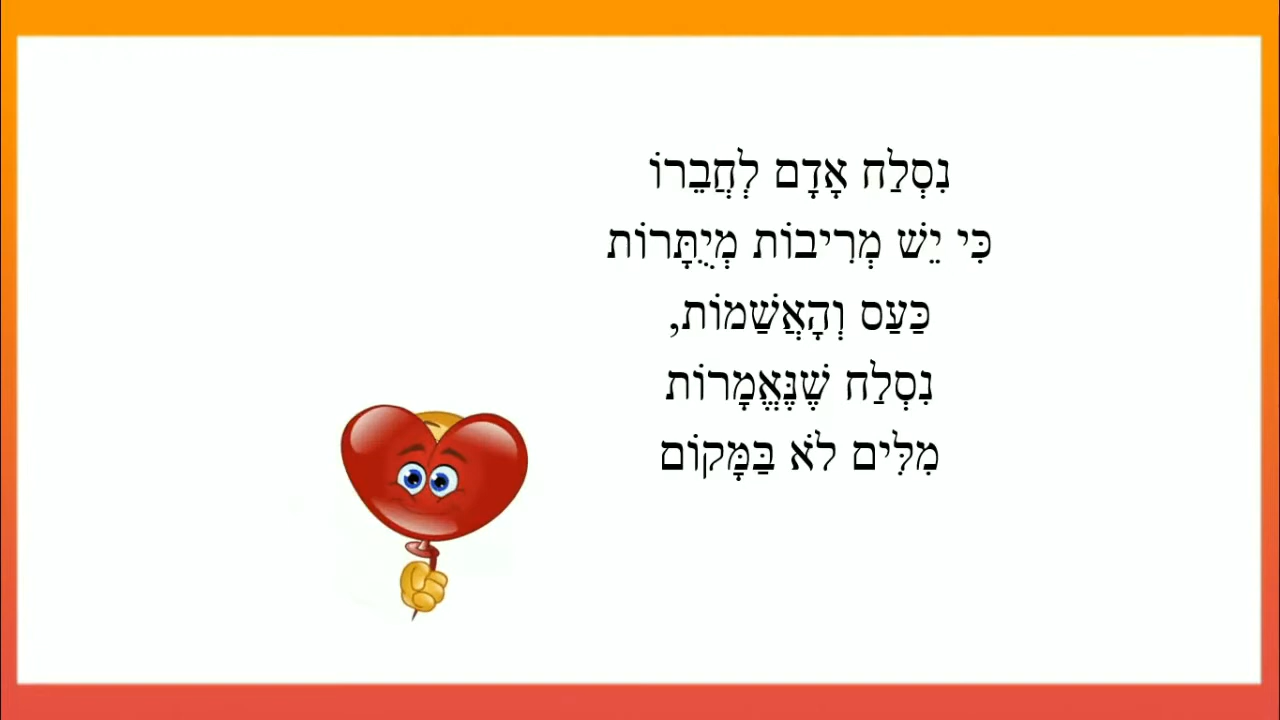 נִסְלַח אָדָם לְחֲבֵרוֹ
כִּי יֵשׁ מְרִיבוֹת מְיֻתָּרוֹת
כַּעַס וְהָאֲשַׁמוֹת,
נִסְלַח שֶׁנֶּאֱמָרוֹת
מִלִּים לֹא בַּמָּקוֹם